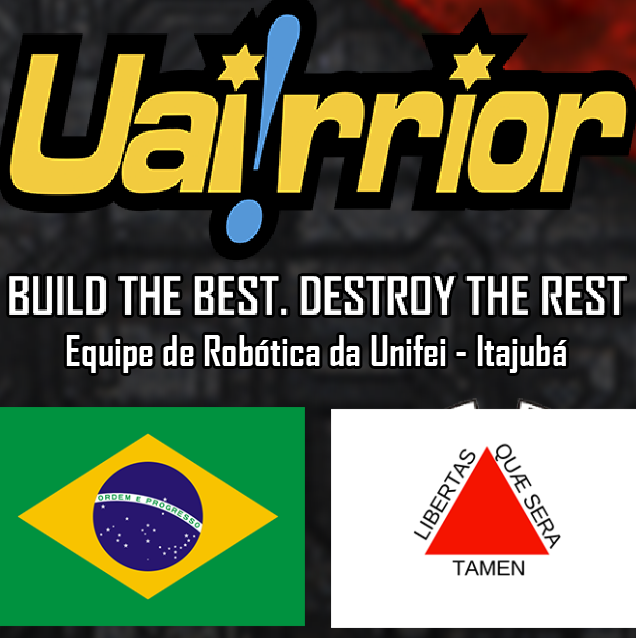 Uai!rrior
BUILD THE BEST. DESTROY THE REST
Equipe de Robótica da Unifei - Itajubá
ORDEM E PROGRESSO
LIBERTAS
QUÆ SERA
TAMEN